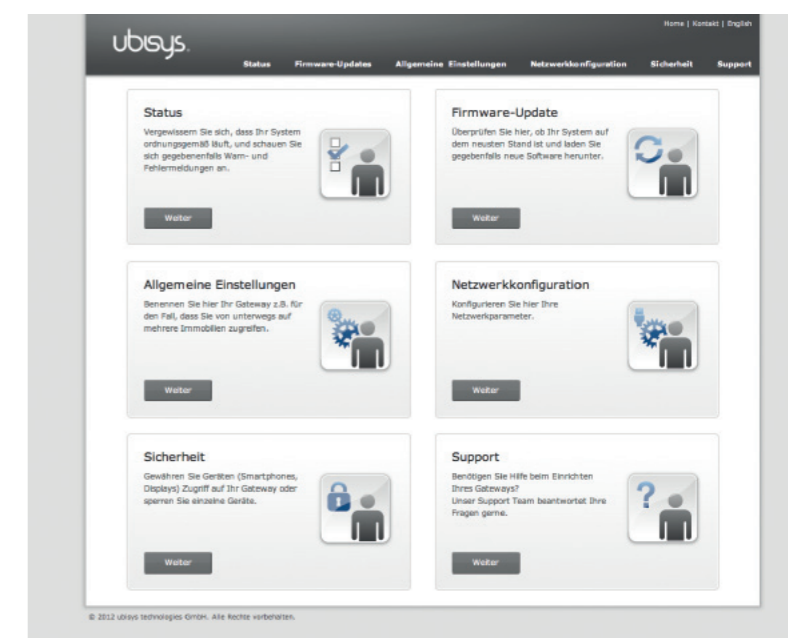 Home | Kontakt | English
ubisys.
Status Firmware-Updates Allgemeine Einstellungen Netzwerkkonfiguration Sicherheit Support
Status
Vergewissern Sie sich, dass Ihr System
ordnungsgemäß läuft, und schauen Sie
sich gegebenenfalls Warn- und
Fehlermeldungen an.
Weiter
Firmware-Update
Überprüfen Sie hier, ob Ihr System auf
dem neusten Stand ist und laden Sie
gegebenfalls neue Software herunter.
Weiter
Allgemeine Einstellungen
Benennen Sie hier Ihr Gateway z.B. für
den Fall, dass Sie von unterwegs auf
mehrere Immobilien zugreifen.
Weiter
Netzwerkkonfiguration
Konfigurieren Sie hier Ihre
Netzwerkparameter.
Weiter
Sicherheit
Gewähren Sie Geräten (Smartphones,
Displays) Zugriff auf Ihr Gateway oder
sperren Sie einzelne Geräte.
Weiter
Support
Benötigen Sie Hilfe beim Einrichten
Ihres Gateways?
Unser Support Team beantwortet Ihre
Fragen gerne.
Weiter
© 2012 ubisys technologies GmbH. Alle Rechte vorbehalten.